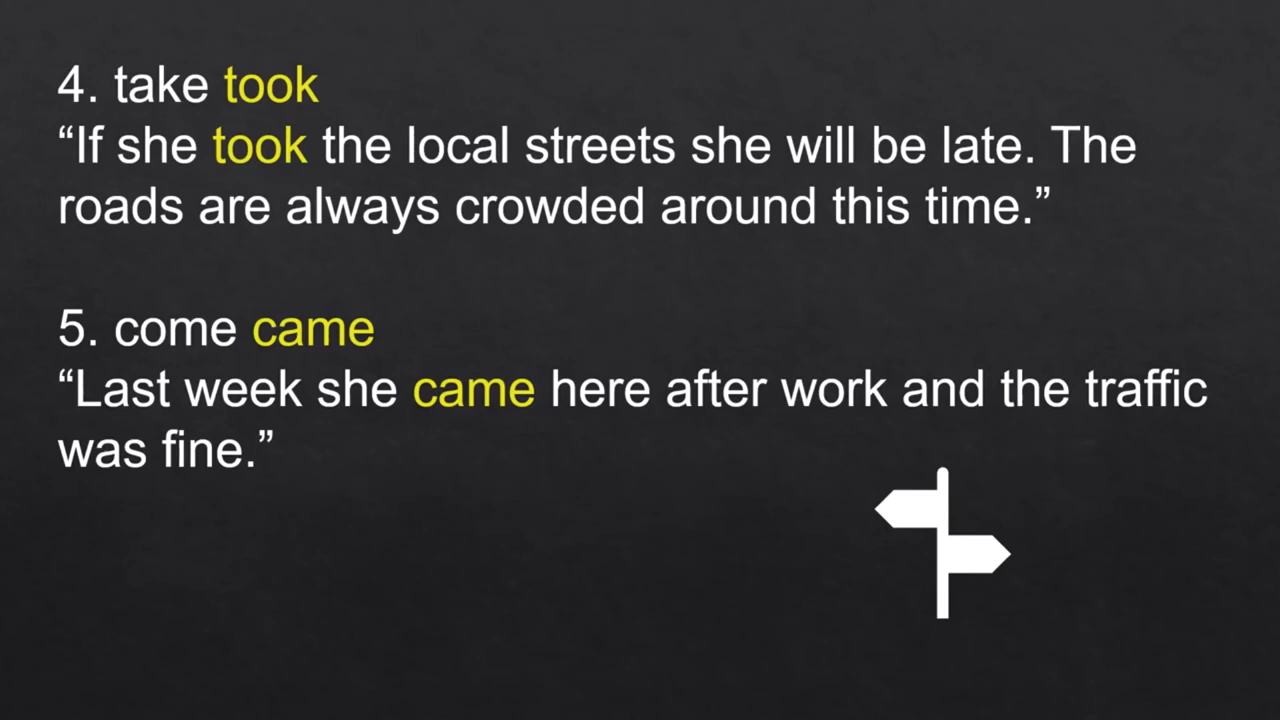 4. take took
“If she took the local streets she will be late. The
roads are always crowded around this time.”
5. come came
“Last week she came here after work and the traffic
was fine.”